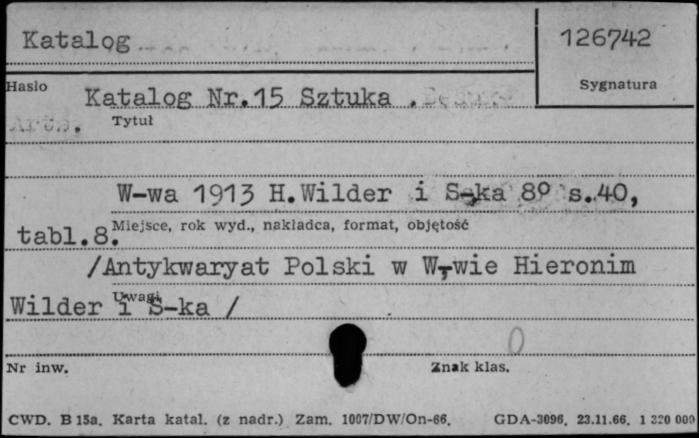 Katalog
126742
Hasło
Sygnatura
Katalog Nr.15 Sztuka .
Tytuł
W-wa 1913 H.Wilder i S-ka 8° s.40,
Miejsce, rok wyd., nakładca, format, objętość
tabl.8.
/Antykwaryat Polski w W-wie Hieronim
Uwagi
Wilder i S-ka /
0
Nr inw.
Znak klas.
CWD. B 15a. Karta katal. (z nadr.) Zam. 1007/DW/On-66. GDA-3096. 23.11.66. 1 320 000